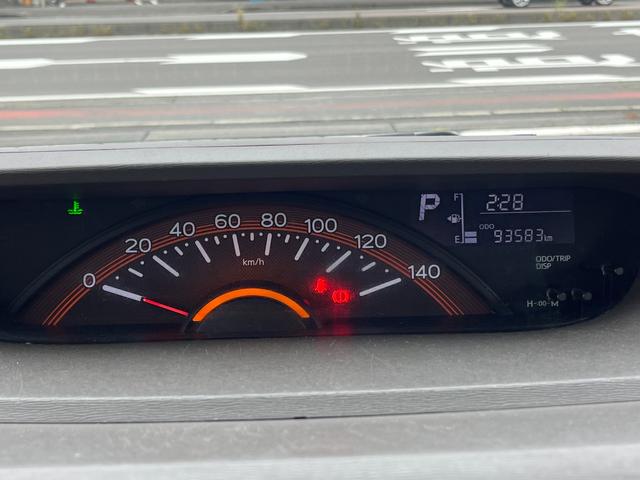 0 20 40 60 80 100 120 140
km/h
P
F
E
2:28
ODO
93583km
ODO/TRIP
DISP
H-00-M